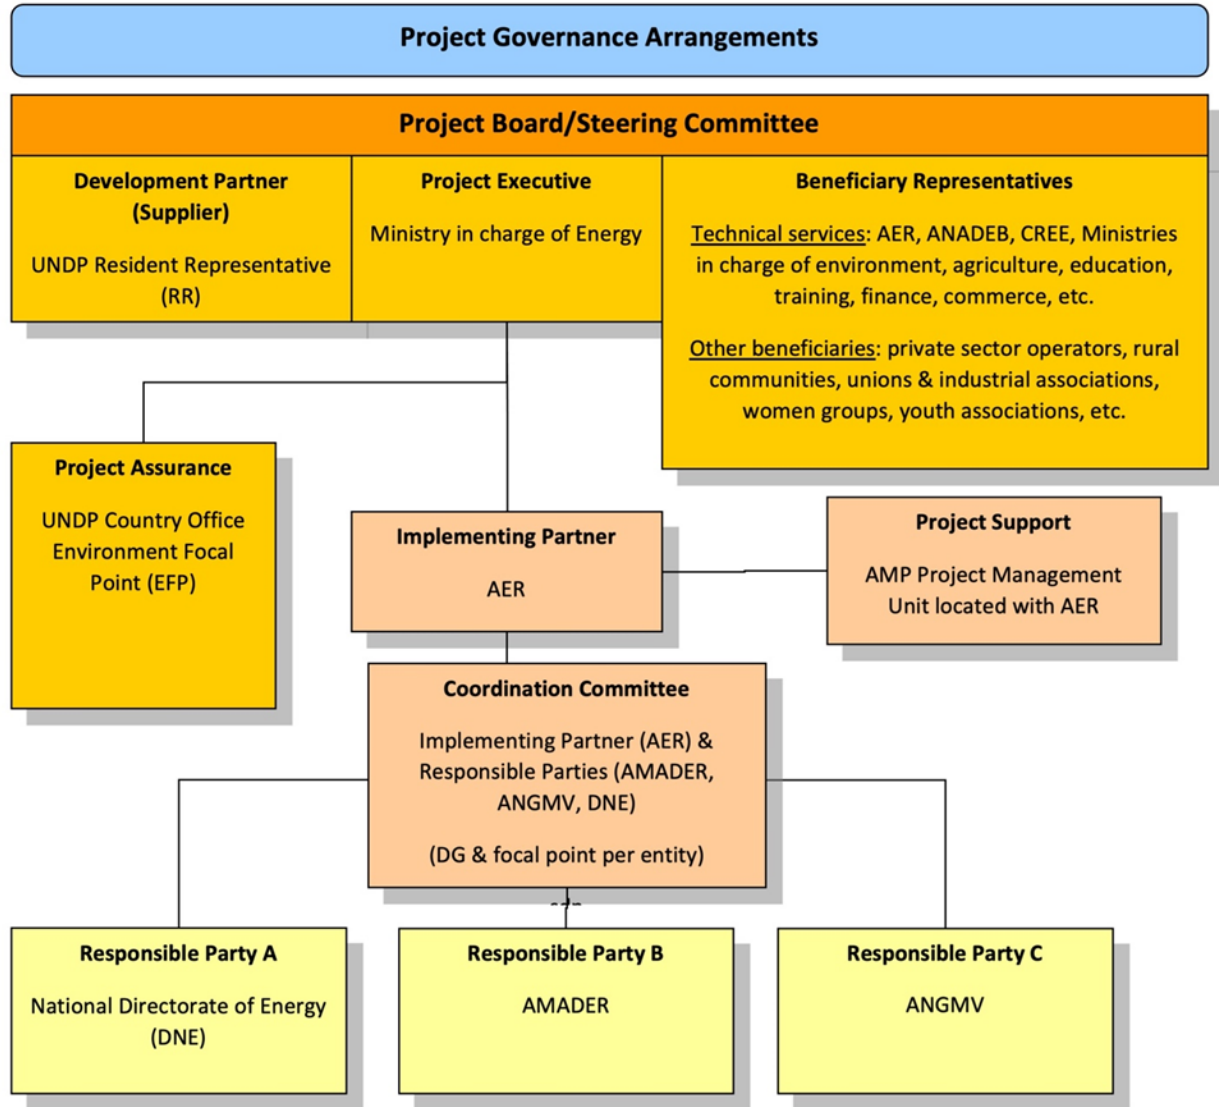 Project Governance Arrangements
Project Board/Steering Committee
Development Partner
(Supplier)
UNDP Resident Representative
(RR)
Project Executive
Ministry in charge of Energy
Beneficiary Representatives
Technical services: AER, ANADEB, CREE, Ministries
in charge of environment, agriculture, education,
training, finance, commerce, etc.
Other beneficiaries: private sector operators, rural
communities, unions & industrial associations,
women groups, youth associations, etc.
Project Assurance
UNDP Country Office
Environment Focal
Point (EFP)
Implementing Partner
AER
Project Support
AMP Project Management
Unit located with AER
Coordination Committee
Implementing Partner (AER) &
Responsible Parties (AMADER,
ANGMV, DNE)
(DG & focal point per entity)
Responsible Party A
National Directorate of Energy
(DNE)
Responsible Party B
AMADER
Responsible Party C
ANGMV